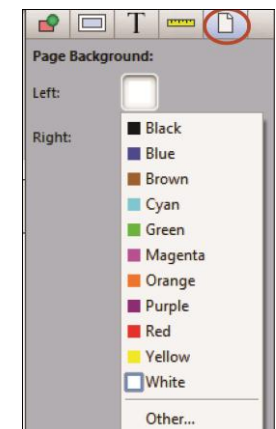 T
Page Background:
Left:
Right:
Black
Blue
Brown
Cyan
Green
Magenta
Orange
Purple
Red
Yellow
White
Other...